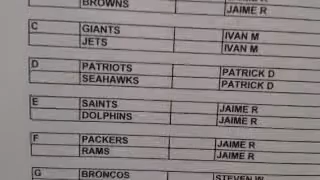 BROWNS JAIME R
C GIANTS IVAN M
JETS IVAN M
D PATRIOTS PATRICK D
SEAHAWKS PATRICK D
E SAINTS JAIME R
DOLPHINS JAIME R
F PACKERS JAIME R
RAMS JAIME R
G BRONCOS STEVEN W